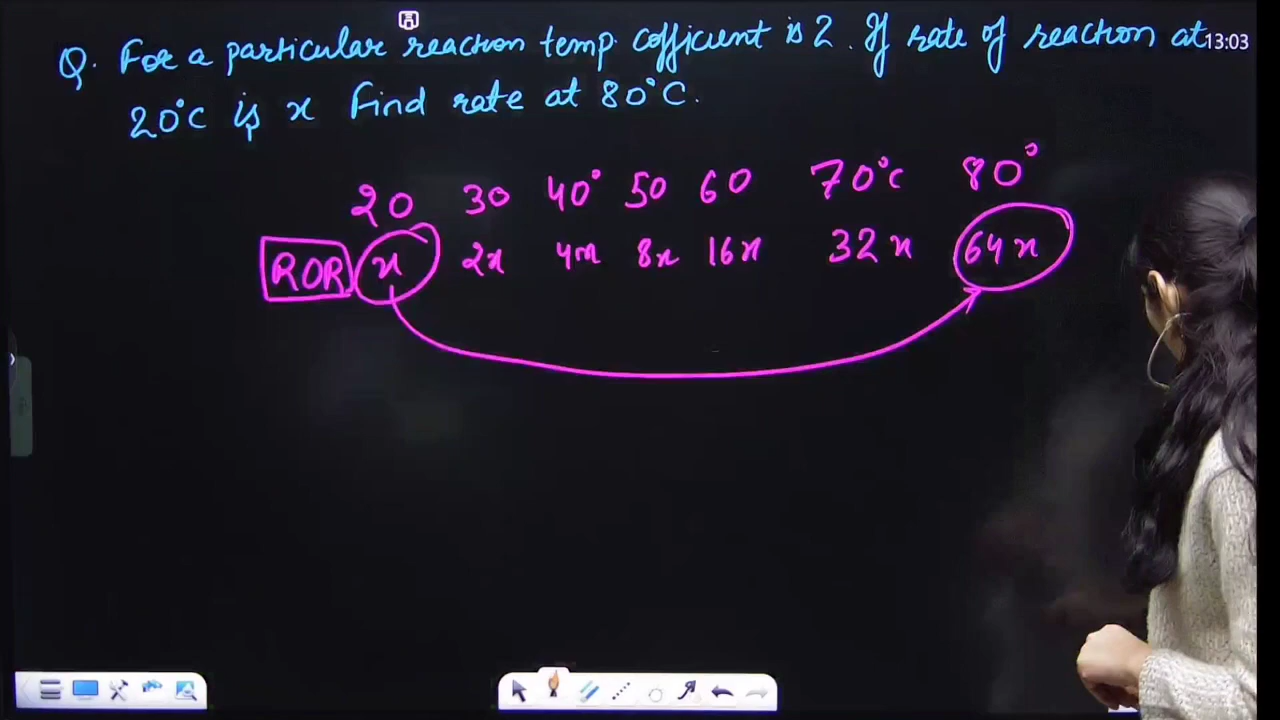 Q. For a particular reaction temp. cofficient is 2. If rate of reaction at
13:03
20°C is x Find rate at 80°C.
20 30 40° 50 60 70°C 80°
ROR x 2x 4x 8x 16x 32x 64x